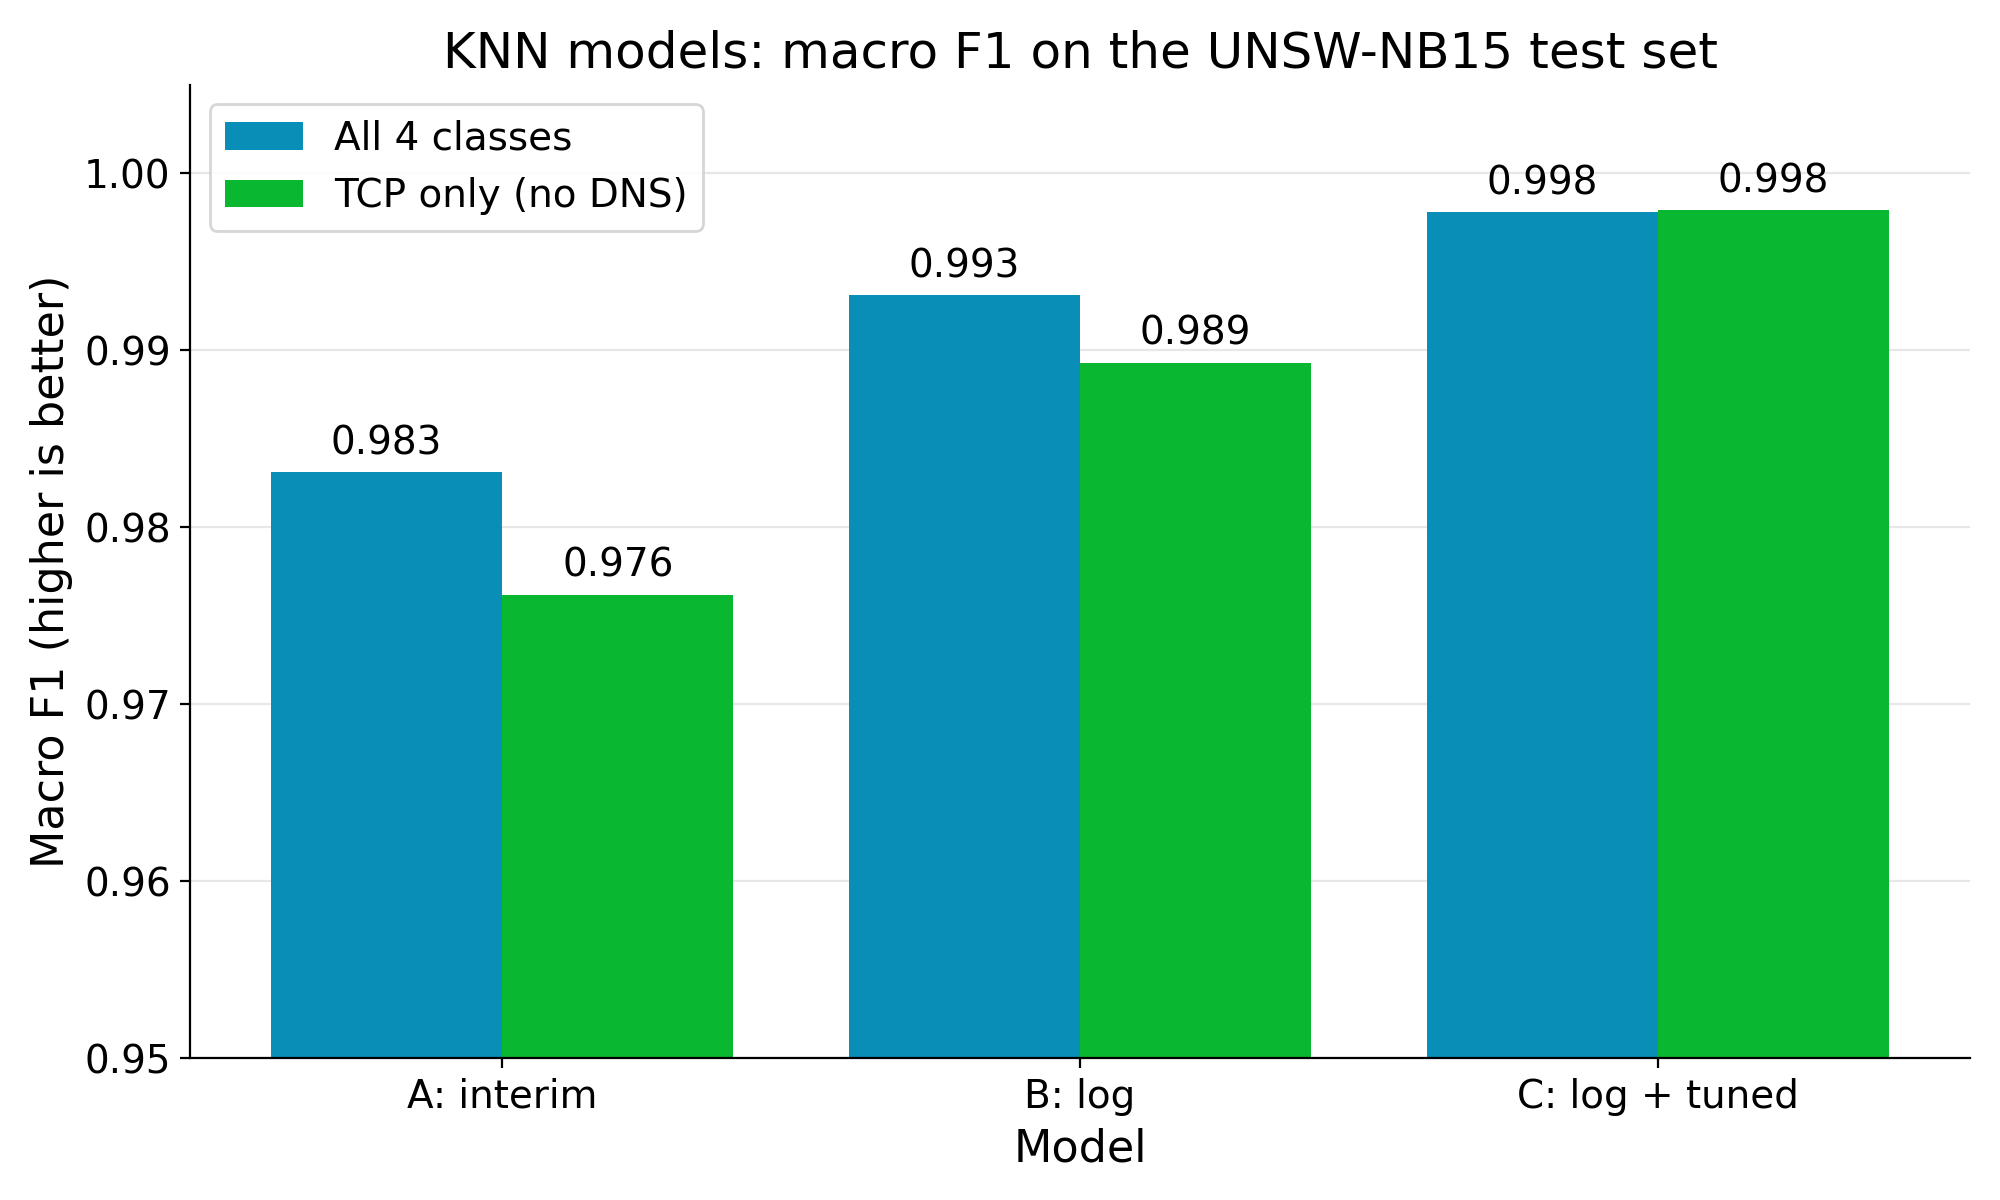 KNN models: macro F1 on the UNSW-NB15 test set
All 4 classes
TCP only (no DNS)
Macro F1 (higher is better)
1.00
0.99
0.98
0.97
0.96
0.95
0.983
0.976
0.993
0.989
0.998
0.998
A: interim
B: log
C: log + tuned
Model